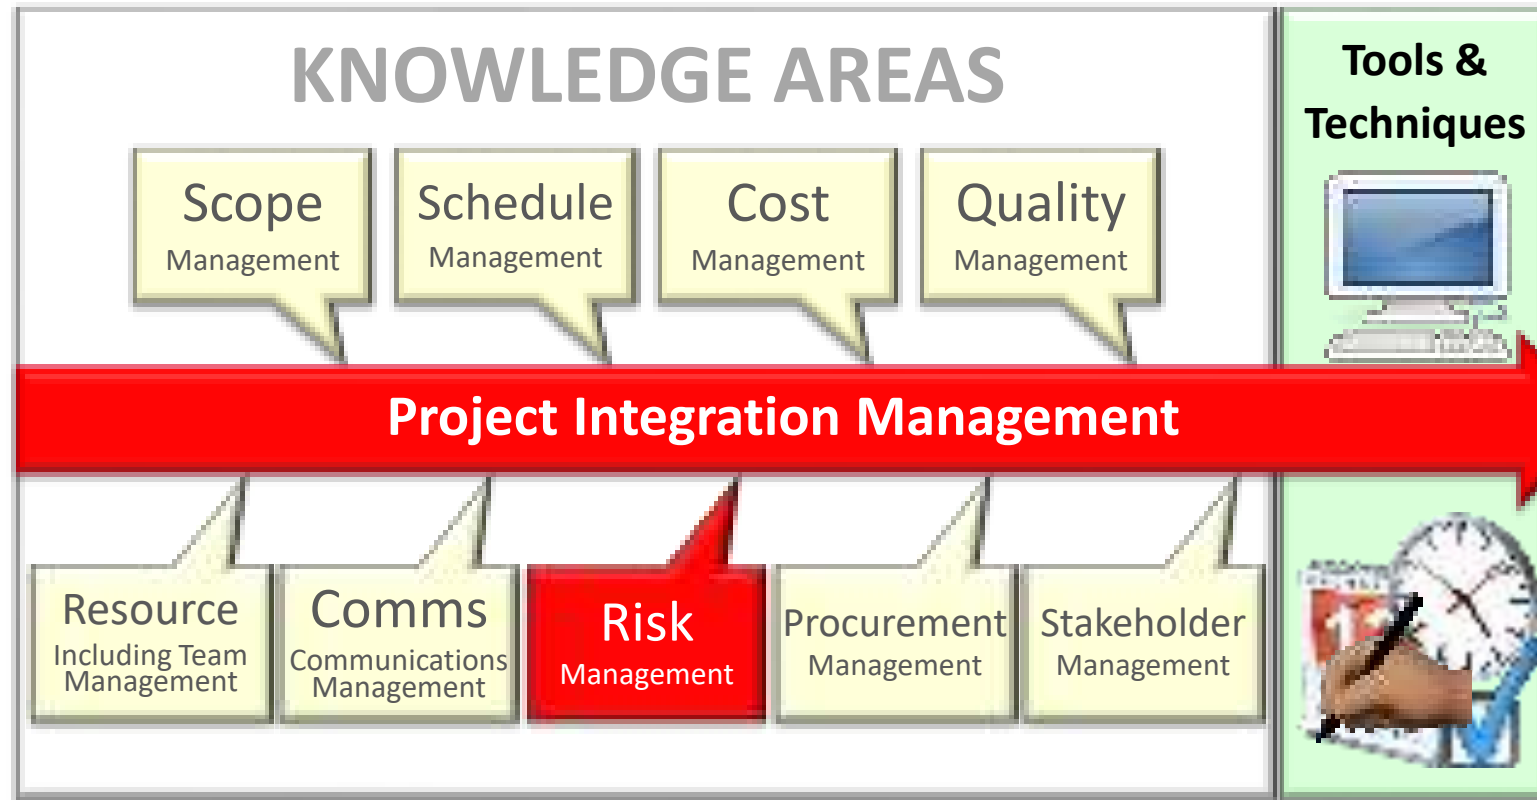 KNOWLEDGE AREAS
Tools &
Techniques
Scope
Management
Schedule
Management
Cost
Management
Quality
Management
Project Integration Management
Resource
Including Team
Management
Comms
Communications
Management
Risk
Management
Procurement
Management
Stakeholder
Management